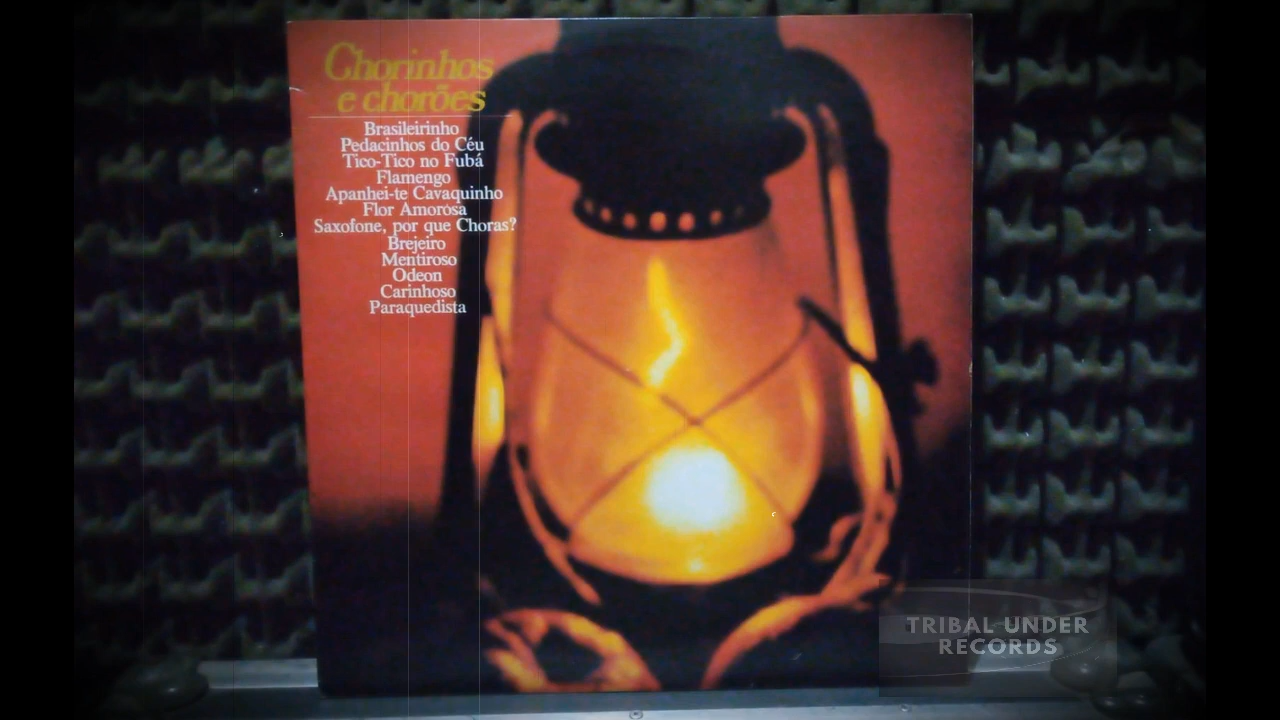 Chorinhos
e chorões
Brasileirinho
Pedacinhos do Céu
Tico-Tico no Fubá
Flamengo
Apanhei-te Cavaquinho
Flor Amorosa
Saxofone, por que Choras?
Brejeiro
Mentiroso
Odeon
Carinhoso
Paraquedista
TRIBAL UNDER
RECORDS